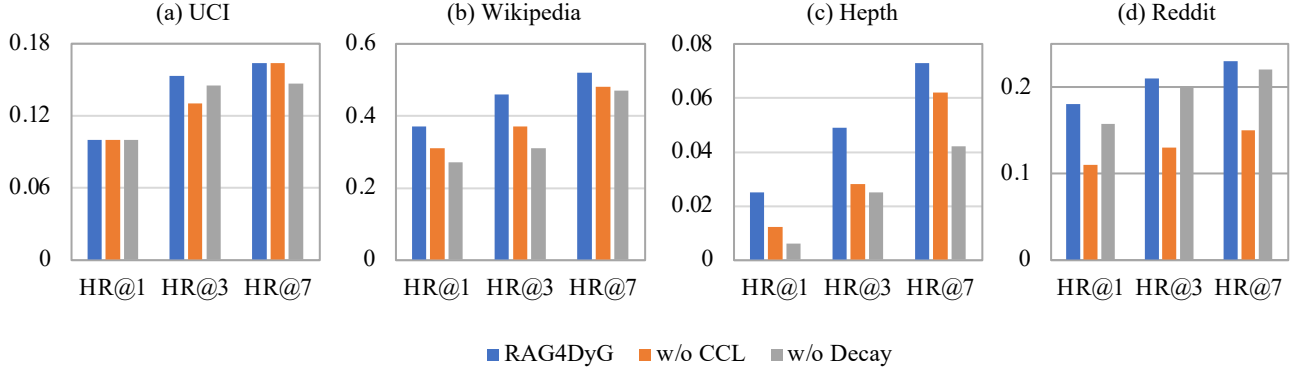 (a) UCI
(b) Wikipedia
(c) Hepth
(d) Reddit
0.18
0.12
0.06
0
HR@1 HR@3 HR@7
0.6
0.4
0.2
0
HR@1 HR@3 HR@7
0.08
0.06
0.04
0.02
0
HR@1 HR@3 HR@7
0.2
0.1
0
HR@1 HR@3 HR@7
RAG4DyG w/o CCL w/o Decay